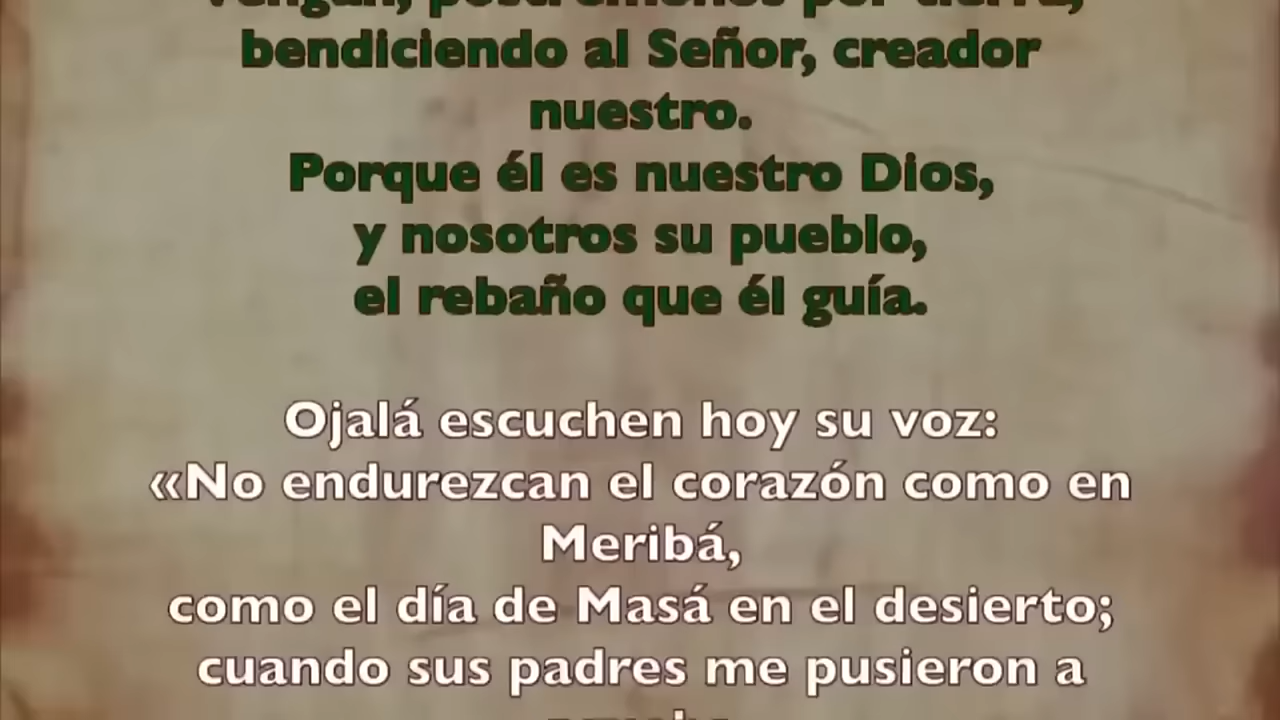 bendiciendo al Señor, creador
nuestro.
Porque él es nuestro Dios,
y nosotros su pueblo,
el rebaño que él guía.
Ojalá escuchen hoy su voz:
«No endurezcan el corazón como en
Meribá,
como el día de Masá en el desierto;
cuando sus padres me pusieron a